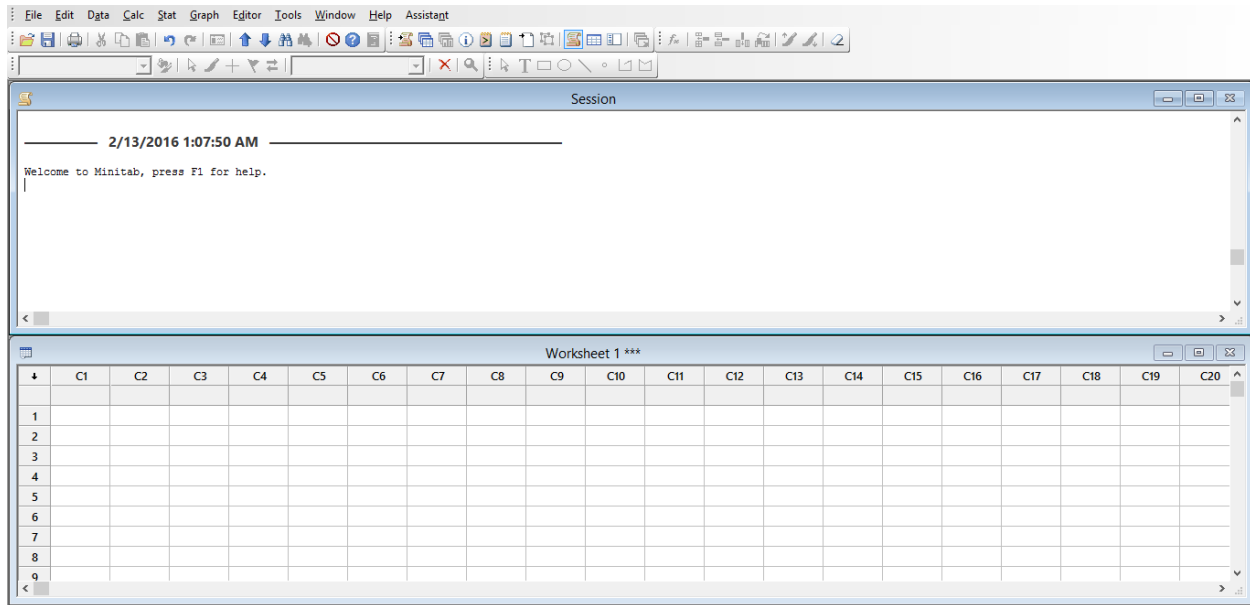 File Edit Data Calc Stat Graph Editor Tools Window Help Assistant
Session
2/13/2016 1:07:50 AM
Welcome to Minitab, press F1 for help.
Worksheet 1 ***
C1 C2 C3 C4 C5 C6 C7 C8 C9 C10 C11 C12 C13 C14 C15 C16 C17 C18 C19 C20
1
2
3
4
5
6
7
8
9